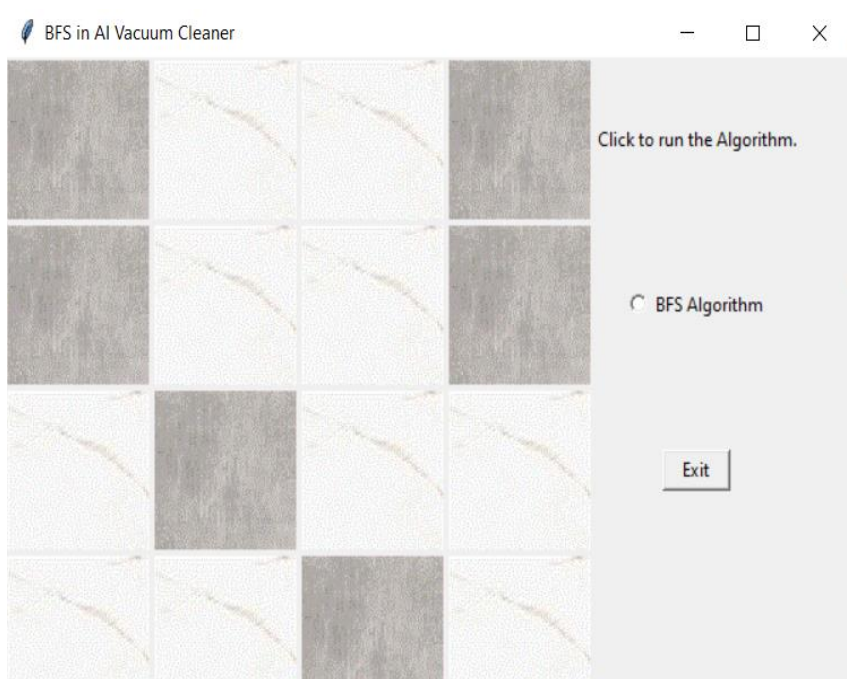 BFS in AI Vacuum Cleaner
Click to run the Algorithm.
BFS Algorithm
Exit